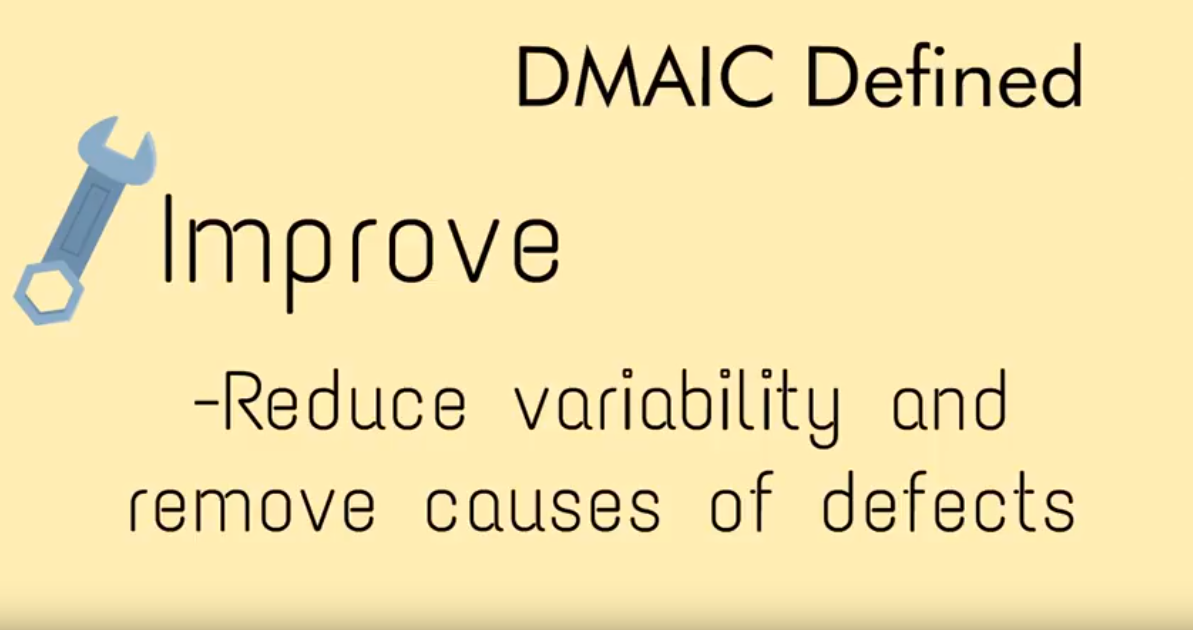 DMAIC Defined
Improve
-Reduce variability and
remove causes of defects